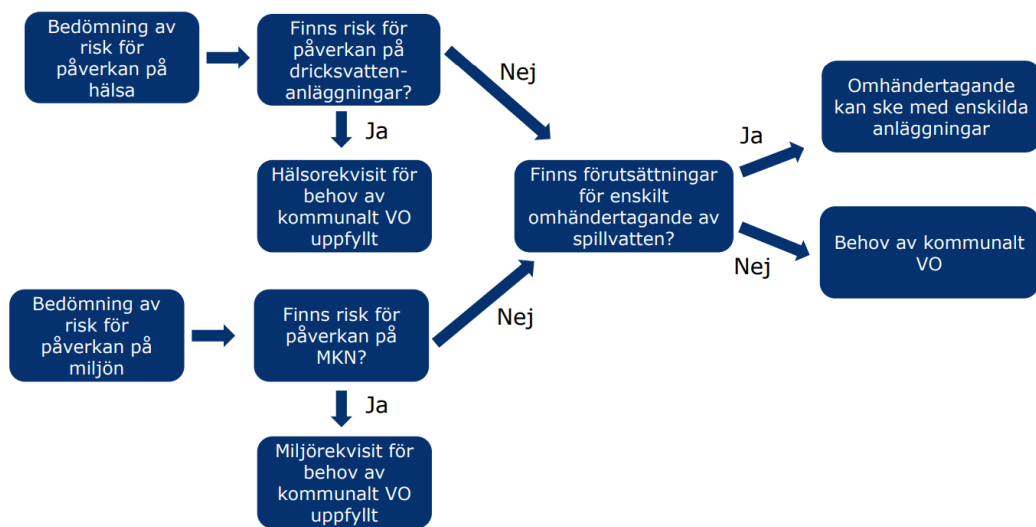 Bedömning av
risk för
påverkan på
hälsa
Finns risk för
påverkan på
dricksvatten-
anläggningar?
Nej
Ja
Hälsorekvisit för
behov av
kommunalt VO
uppfyllt
Finns förutsättningar
för enskilt
omhändertagande av
spillvatten?
Ja
Omhändertagande
kan ske med enskilda
anläggningar
Nej
Behov av kommunalt
VO
Bedömning av
risk för
påverkan på
miljön
Finns risk för
påverkan på
MKN?
Nej
Ja
Miljörekvisit för
behov av
kommunalt VO
uppfyllt